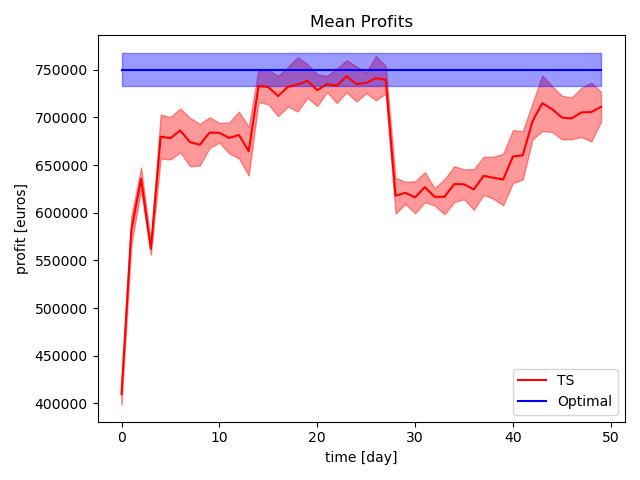 Mean Profits
profit [euros]
750000
700000
650000
600000
550000
500000
450000
400000
0 10 20 30 40 50
time [day]
TS
Optimal